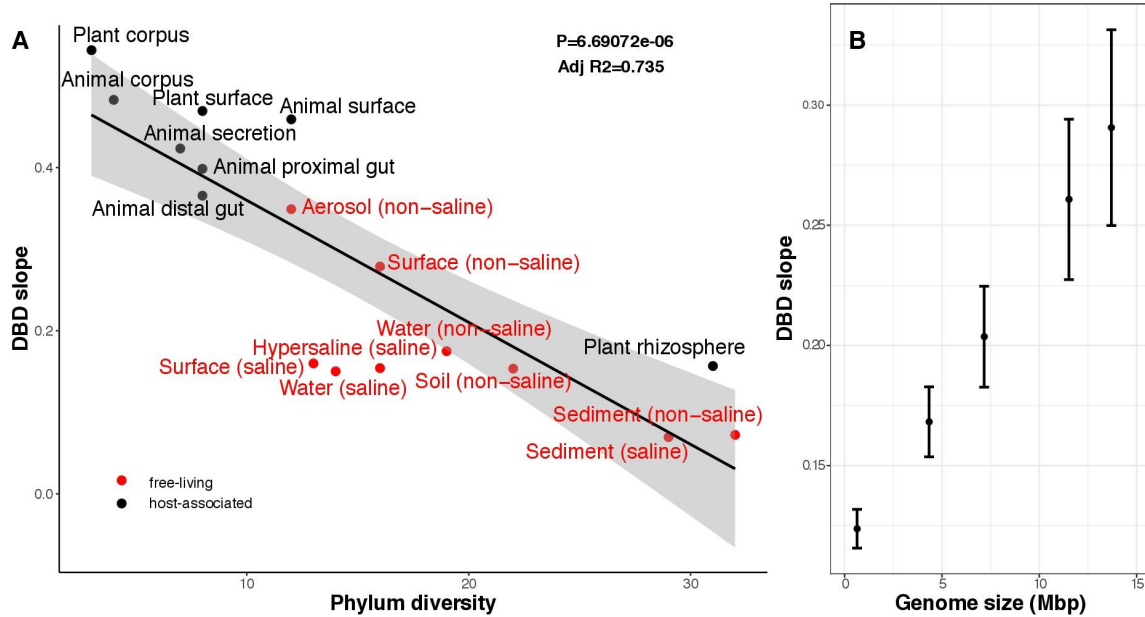 A
Plant corpus
P=6.69072e-06
Adj R2=0.735
Animal corpus
Plant surface
Animal surface
Animal secretion
Animal proximal gut
Animal distal gut
Aerosol (non-saline)
Surface (non-saline)
Water (non-saline)
Hypersaline (saline)
Surface (saline)
Water (saline)
Soil (non-saline)
Plant rhizosphere
Sediment (non-saline)
Sediment (saline)
free-living
host-associated
0.4
0.2
0.0
DBD slope
10
20
30
Phylum diversity
B
0.30
0.25
0.20
0.15
DBD slope
0
5
10
15
Genome size (Mbp)